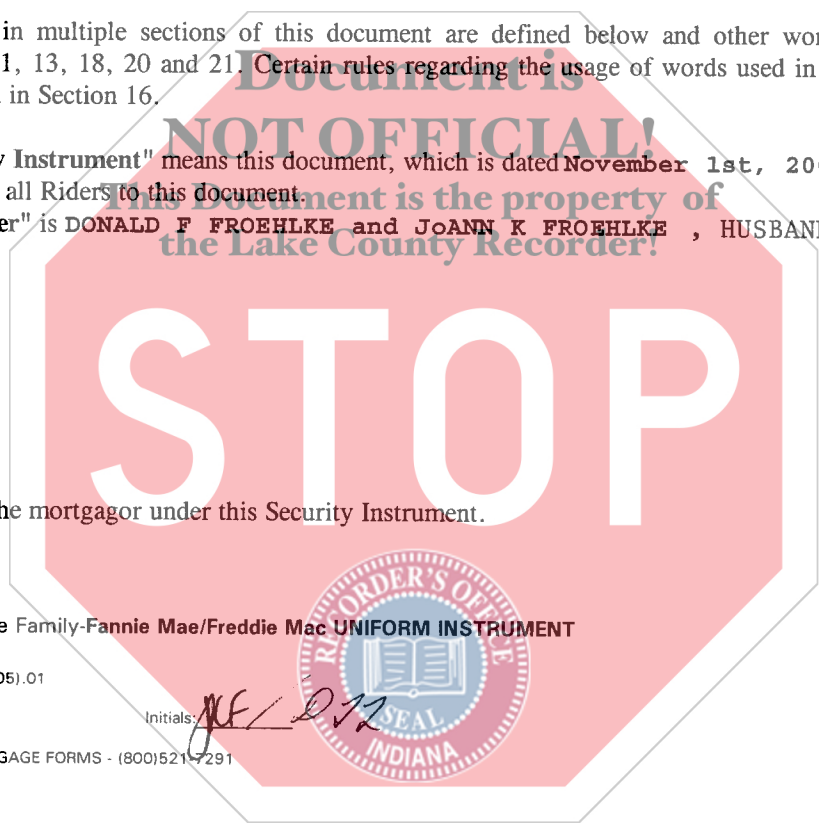 in multiple sections of this document are defined below and other
1, 13, 18, 20 and 21. Certain rules regarding the usage of words used in
in Section 16.
Document is
NOT OFFICIAL!
This Document is the property of
the Lake County Recorder!
Instrument" means this document, which is dated November 1st, 20
all Riders to this document.
er" is DONALD F FROEHLKE and JoANN K FROEHLKE , HUSBAND
STOP
he mortgagor under this Security Instrument.
e Family-Fannie Mae/Freddie Mac UNIFORM INSTRUMENT
05).01
Initials: JKF / DFF
GAGE FORMS - (800)521-7291
RECORDER'S OFFICE
SEAL
INDIANA